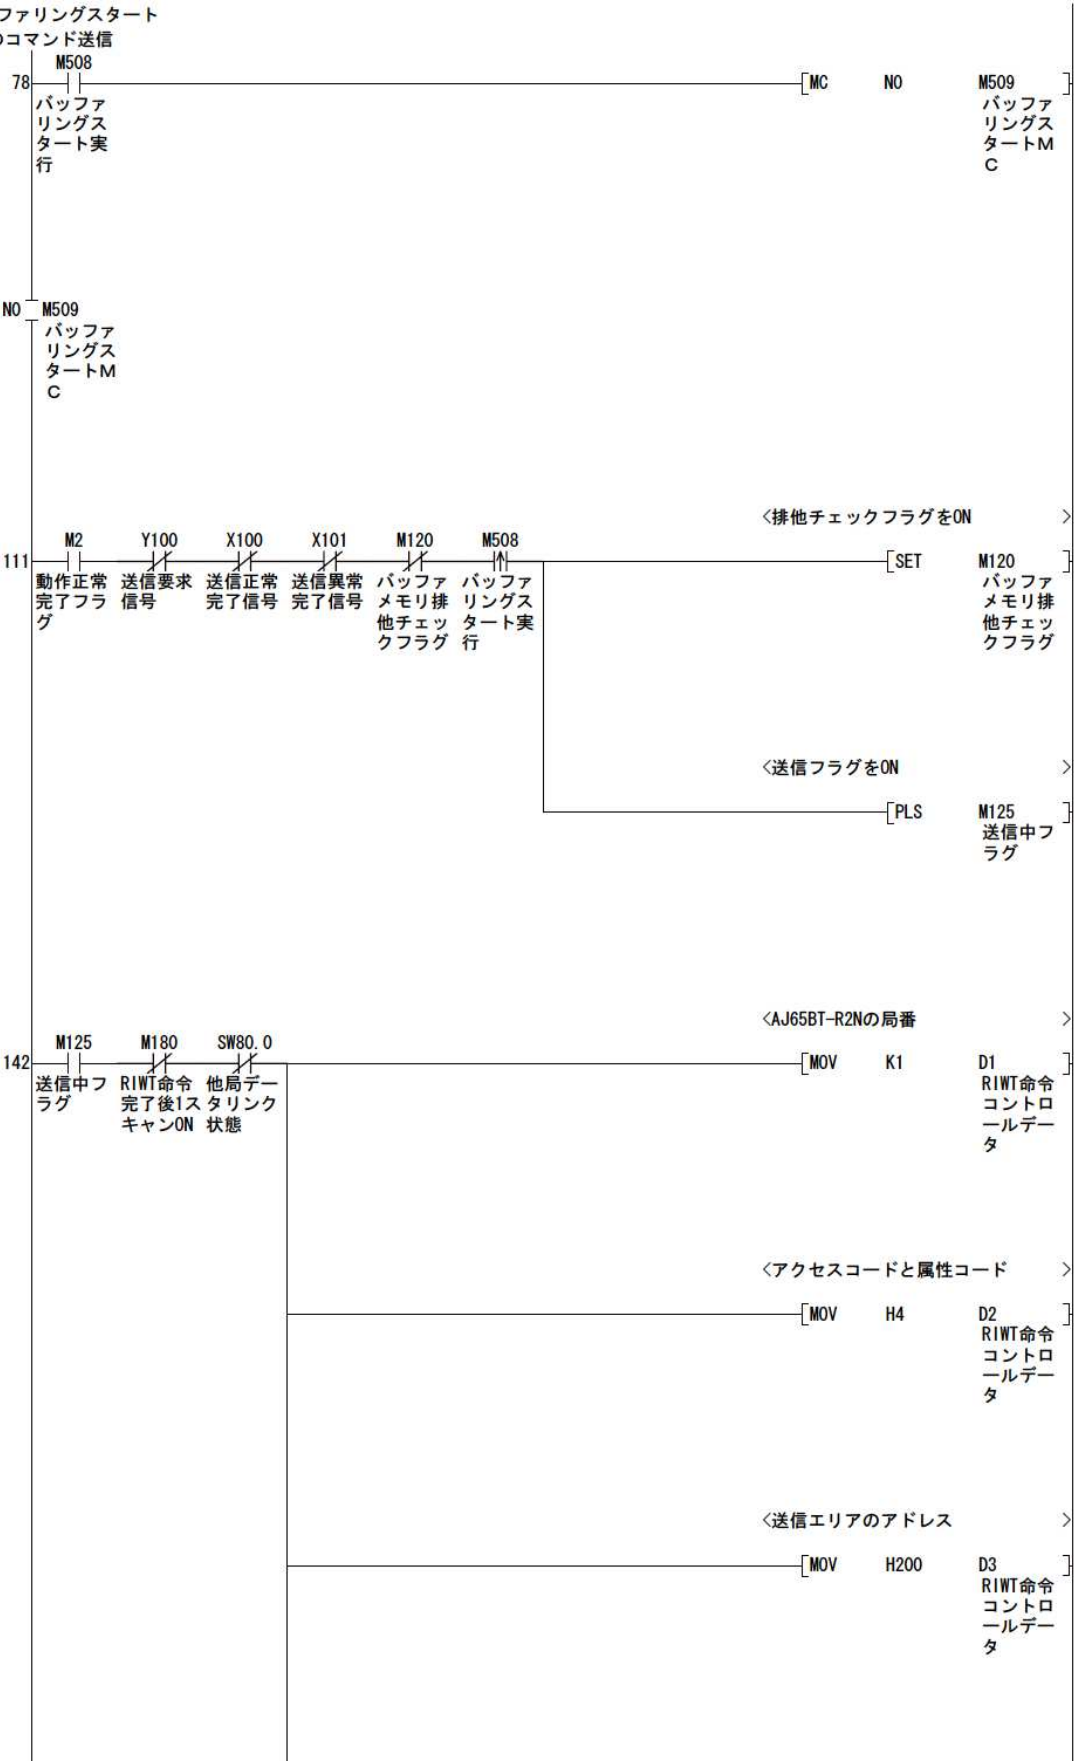 ファリングスタート
コマンド送信
M508
78
MC N0 M509
バッファ
リングス
タート実
行
バッファ
リングス
タートM
C
N0 M509
バッファ
リングス
タートM
C
<排他チェックフラグをON >
M2 Y100 X100 X101 M120 M508
111
SET M120
動作正常
完了フラ
グ
送信要求
信号
送信正常
完了信号
送信異常
完了信号
バッファ
メモリ排
他チェッ
クフラグ
バッファ
リングス
タート実
行
バッファ
メモリ排
他チェッ
クフラグ
<送信フラグをON >
PLS M125
送信中フ
ラグ
<AJ65BT-R2Nの局番 >
M125 M180 SW80.0
142
MOV K1 D1
送信中フ
ラグ
RIWT命令
完了後1ス
キャンON
他局デー
タリンク
状態
RIWT命令
コントロ
ールデー
タ
<アクセスコードと属性コード >
MOV H4 D2
RIWT命令
コントロ
ールデー
タ
<送信エリアのアドレス >
MOV H200 D3
RIWT命令
コントロ
ールデー
タ